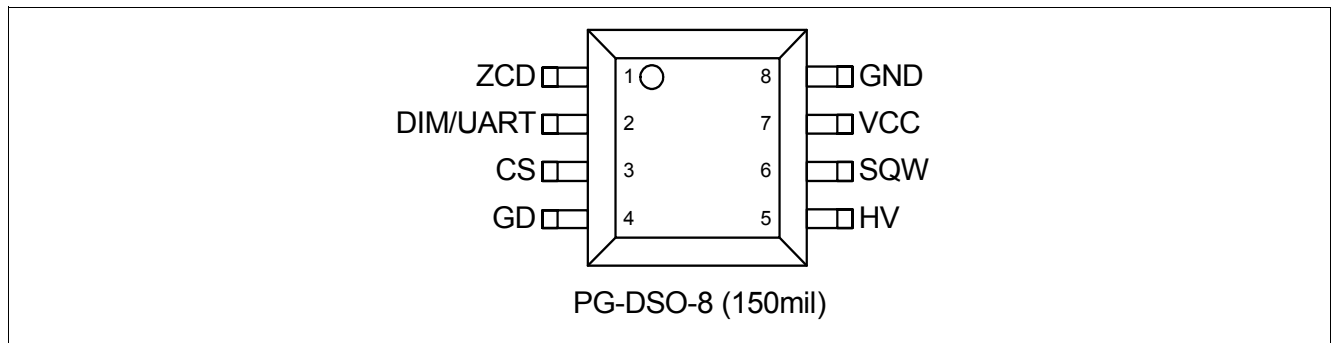 ZCD 1 8 GND
DIM/UART 2 7 VCC
CS 3 6 SQW
GD 4 5 HV
PG-DSO-8 (150mil)